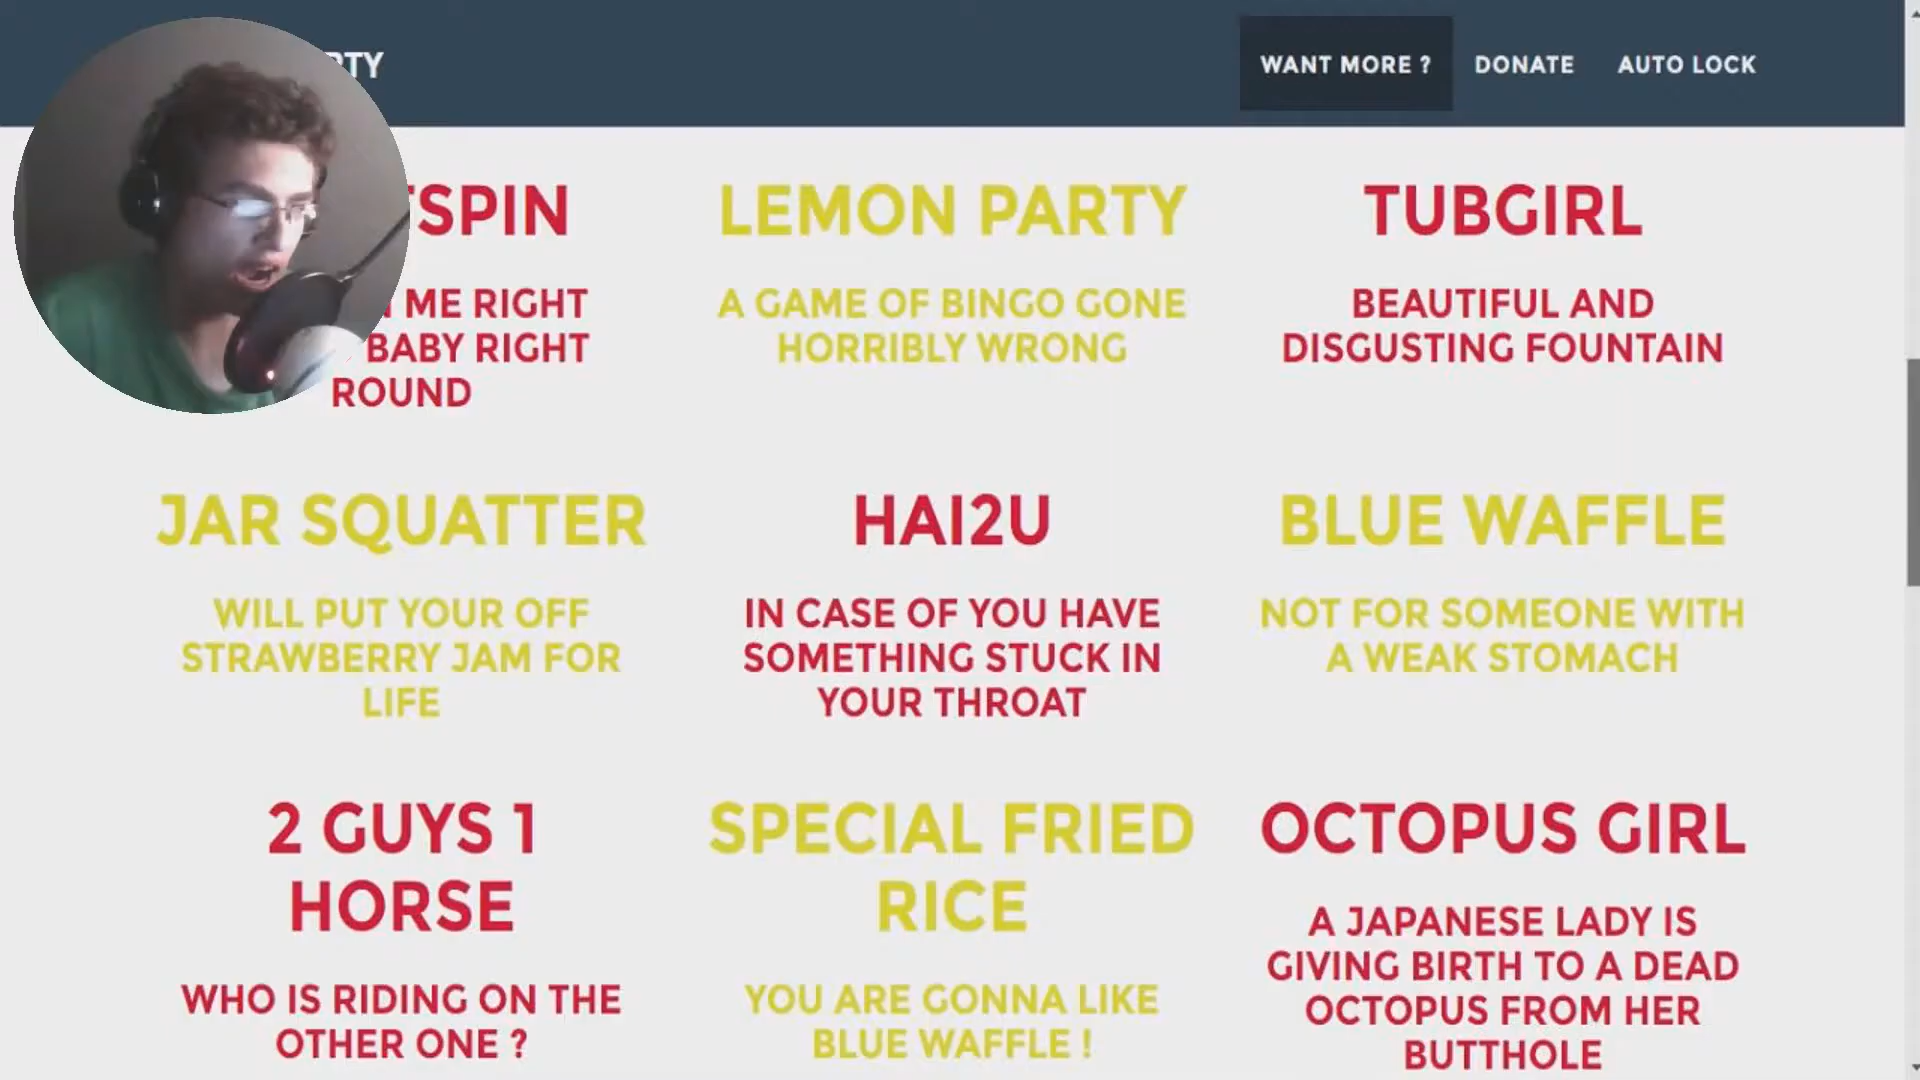 WANT MORE ?
DONATE
AUTO LOCK
LEMON PARTY
TUBGIRL
ME RIGHT
BABY RIGHT
ROUND
A GAME OF BINGO GONE
HORRIBLY WRONG
BEAUTIFUL AND
DISGUSTING FOUNTAIN
JAR SQUATTER
HAI2U
BLUE WAFFLE
WILL PUT YOUR OFF
STRAWBERRY JAM FOR
LIFE
IN CASE OF YOU HAVE
SOMETHING STUCK IN
YOUR THROAT
NOT FOR SOMEONE WITH
A WEAK STOMACH
2 GUYS 1
HORSE
SPECIAL FRIED
RICE
OCTOPUS GIRL
WHO IS RIDING ON THE
OTHER ONE ?
YOU ARE GONNA LIKE
BLUE WAFFLE !
A JAPANESE LADY IS
GIVING BIRTH TO A DEAD
OCTOPUS FROM HER
BUTTHOLE